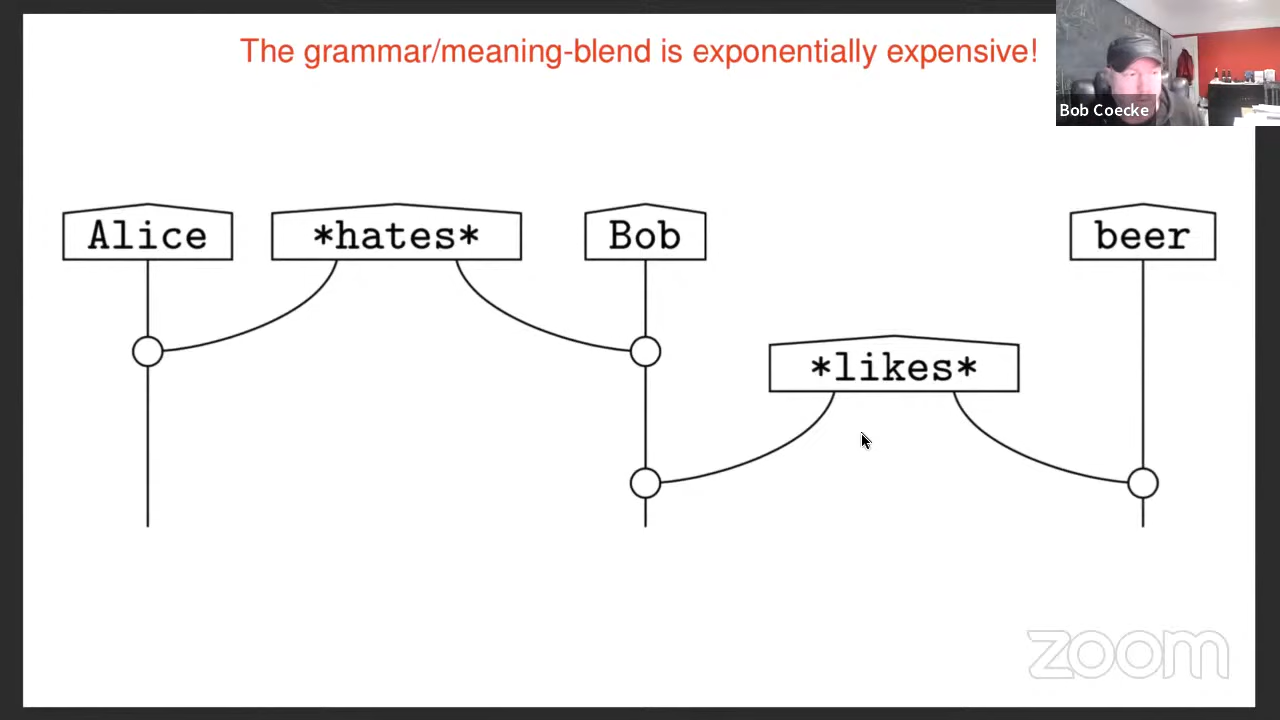 The grammar/meaning-blend is exponentially expensive!
Bob Coecke
Alice
*hates*
Bob
beer
*likes*
zoom